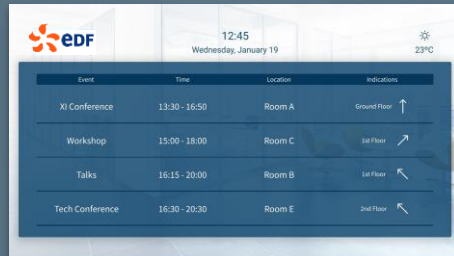 eDF
12:45
Wednesday, January 19
23ºC
Event Time Location Indications
XI Conference 13:30 - 16:50 Room A Ground Floor
Workshop 15:00 - 18:00 Room C 1st Floor
Talks 16:15 - 20:00 Room B 1st Floor
Tech Conference 16:30 - 20:30 Room E 2nd Floor